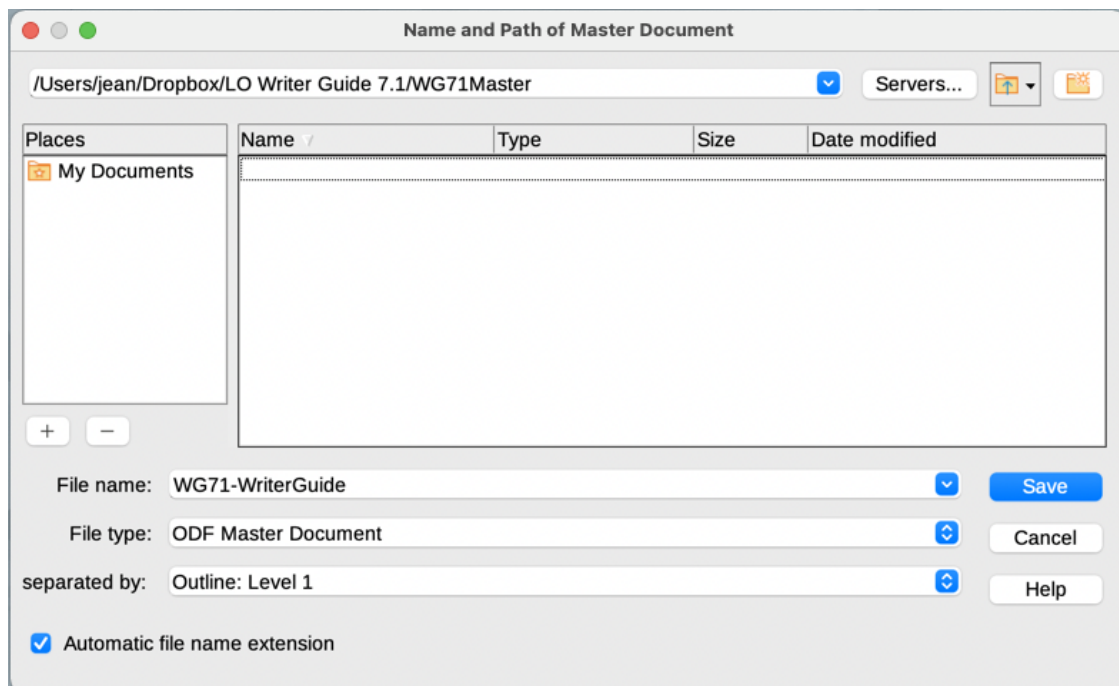 Name and Path of Master Document
/Users/jean/Dropbox/LO Writer Guide 7.1/WG71Master
Servers...
Places
Name Type Size Date modified
My Documents
File name: WG71-WriterGuide Save
File type: ODF Master Document Cancel
separated by: Outline: Level 1 Help
Automatic file name extension